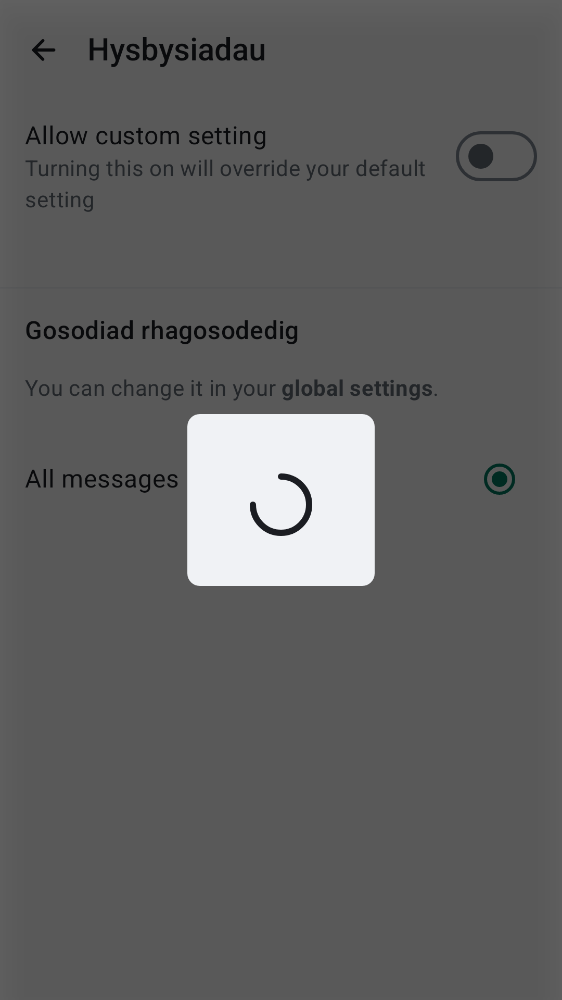 Hysbysiadau
Allow custom setting
Turning this on will override your default
setting
Gosodiad rhagosodedig
You can change it in your global settings.
All messages